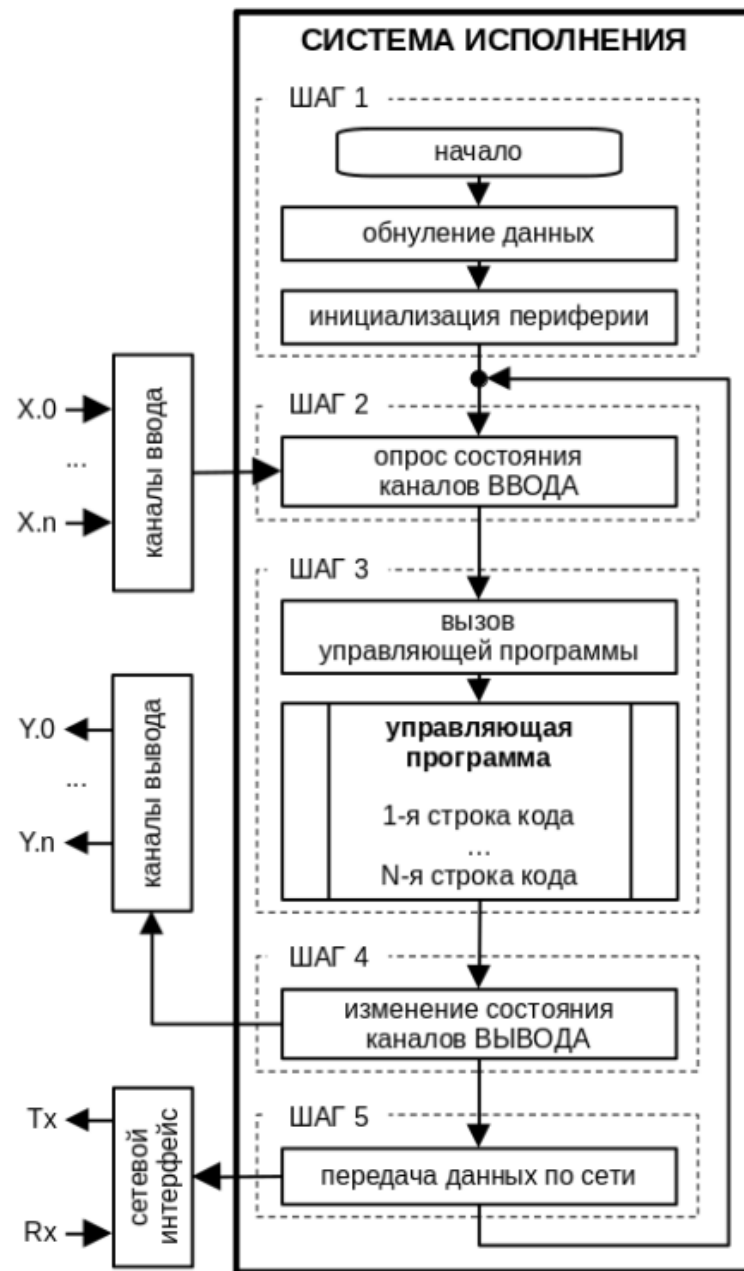 СИСТЕМА ИСПОЛНЕНИЯ
ШАГ 1
начало
обнуление данных
инициализация периферии
ШАГ 2
опрос состояния
каналов ВВОДА
X.0
...
X.n
каналы ввода
ШАГ 3
вызов
управляющей программы
управляющая
программа
1-я строка кода
...
N-я строка кода
Y.0
...
Y.n
каналы вывода
ШАГ 4
изменение состояния
каналов ВЫВОДА
ШАГ 5
передача данных по сети
Tx
Rx
сетевой
интерфейс